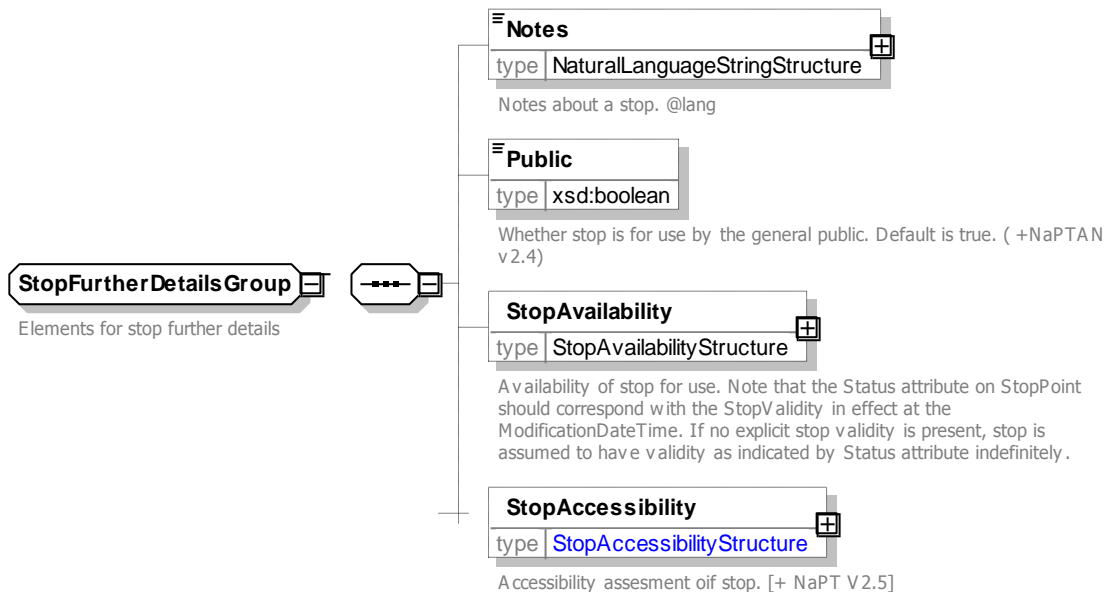 Notes
type NaturalLanguageStringStructure
Notes about a stop. @lang
Public
type xsd:boolean
Whether stop is for use by the general public. Default is true. ( +NaPTAN
v2.4)
StopFurtherDetailsGroup
Elements for stop further details
StopAvailability
type StopAvailabilityStructure
Availability of stop for use. Note that the Status attribute on StopPoint
should correspond with the StopValidity in effect at the
ModificationDateTime. If no explicit stop validity is present, stop is
assumed to have validity as indicated by Status attribute indefinitely.
StopAccessibility
type StopAccessibilityStructure
Accessibility assesment oif stop. [+ NaPT V2.5]